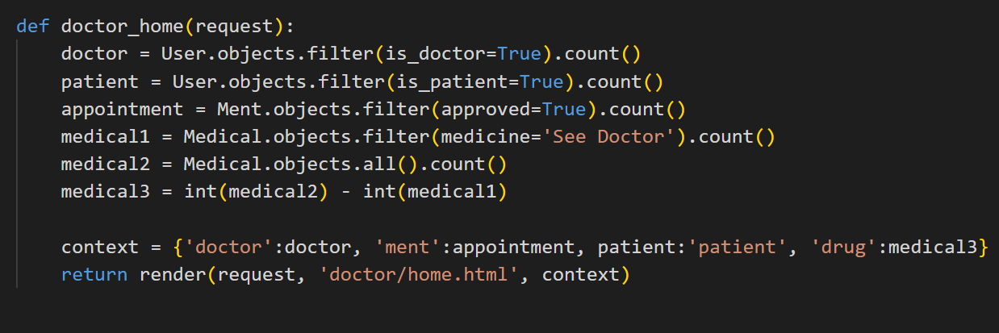 def doctor_home(request):
    doctor = User.objects.filter(is_doctor=True).count()
    patient = User.objects.filter(is_patient=True).count()
    appointment = Ment.objects.filter(approved=True).count()
    medical1 = Medical.objects.filter(medicine='See Doctor').count()
    medical2 = Medical.objects.all().count()
    medical3 = int(medical2) - int(medical1)

    context = {'doctor':doctor, 'ment':appointment, patient:'patient', 'drug':medical3}
    return render(request, 'doctor/home.html', context)